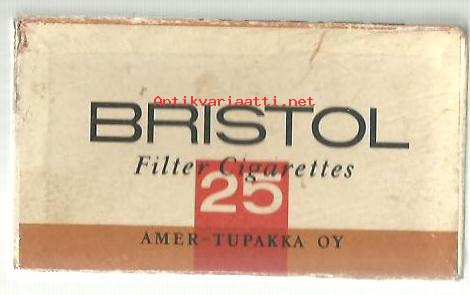 Antikvariaatti.net
BRISTOL
Filter Cigarettes
25
AMER-TUPAKKA OY